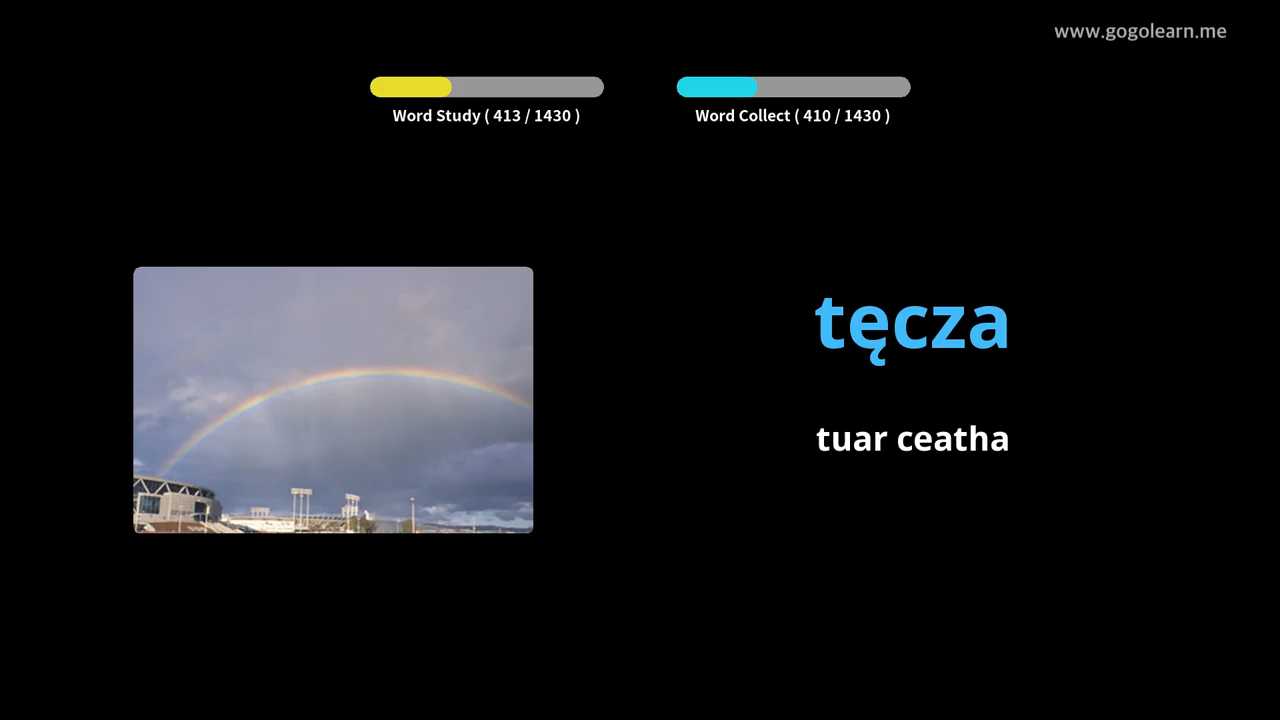 www.gogolearn.me
Word Study ( 413 / 1430 )
Word Collect ( 410 / 1430 )
tęcza
tuar ceatha